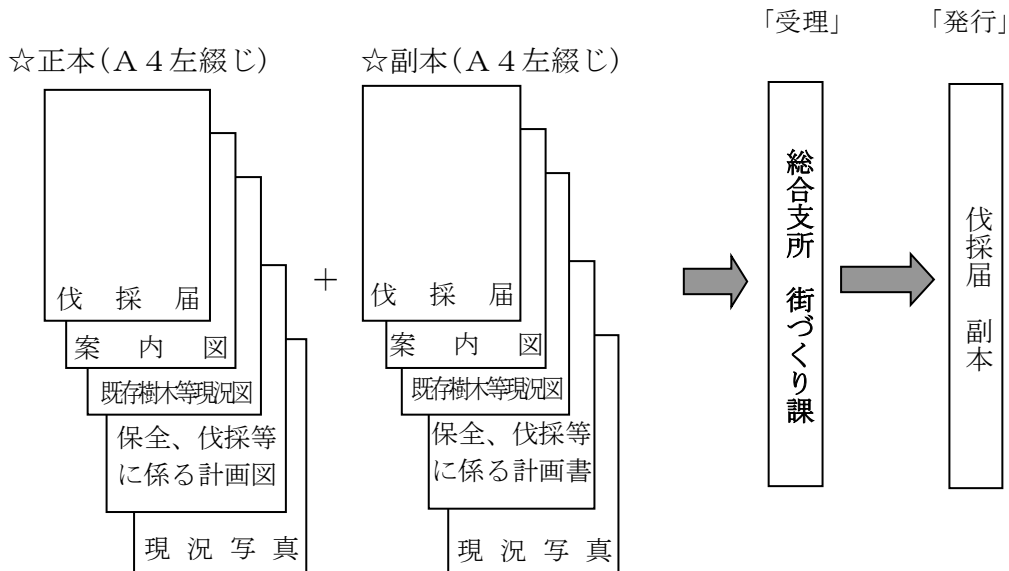 ☆正本(A4左綴じ)
伐採届
案内図
既存樹木等現況図
保全、伐採等
に係る計画図
現況写真
＋
☆副本(A4左綴じ)
伐採届
案内図
既存樹木等現況図
保全、伐採等
に係る計画書
現況写真
「受理」
総合支所 街づくり課
「発行」
伐採届 副本